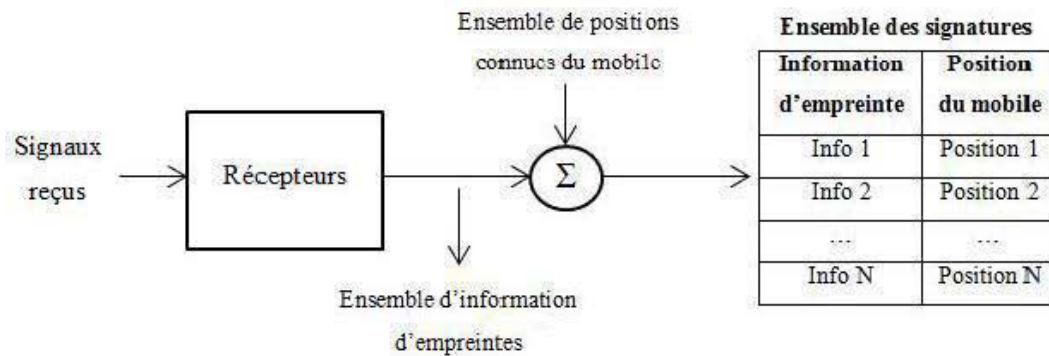 Ensemble de positions
connues du mobile
Signaux
reçus
Récepteurs
Σ
Ensemble d'information
d'empreintes
Ensemble des signatures
Information
d'empreinte
Position
du mobile
Info 1
Position 1
Info 2
Position 2
...
...
Info N
Position N